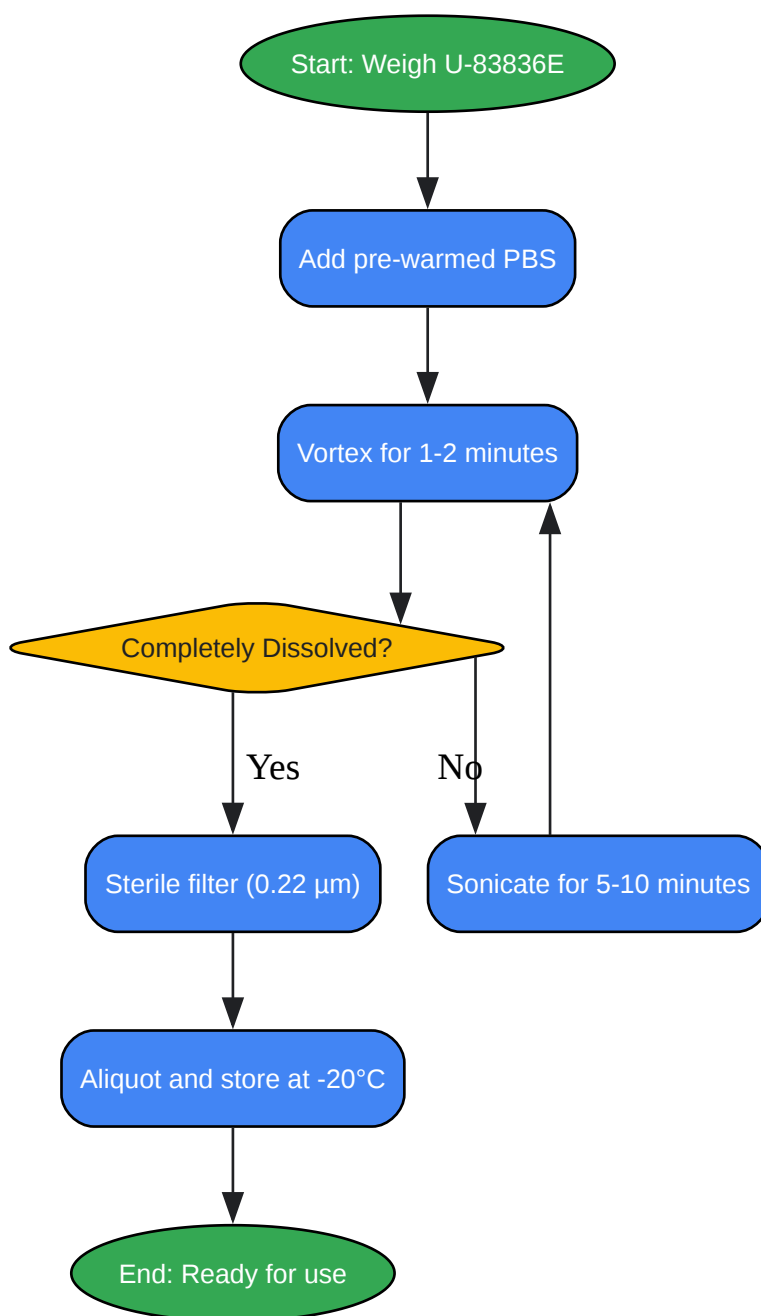 Start: Weigh U-83836E
Add pre-warmed PBS
Vortex for 1-2 minutes
Completely Dissolved?
Yes
No
Sterile filter (0.22 µm)
Sonicate for 5-10 minutes
Aliquot and store at -20°C
End: Ready for use